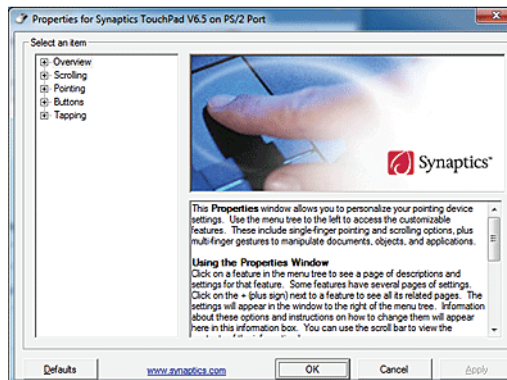 Properties for Synaptics TouchPad V6.5 on PS/2 Port
Select an item
Overview
Scrolling
Pointing
Buttons
Tapping
Synaptics
This Properties window allows you to personalize your pointing device
settings. Use the menu tree to the left to access the customizable
features. These include single-finger pointing and scrolling options, plus
multi-finger gestures to manipulate documents, objects, and applications.
Using the Properties Window
Click on a feature in the menu tree to see a page of descriptions and
settings for that feature. Some features have several pages of settings.
Click on the + (plus sign) next to a feature to see all its related pages. The
settings will appear in the window to the right of the menu tree. Information
about these options and instructions on how to change them will appear
here in this information box. You can use the scroll bar to view the
Defaults
www.synaptics.com
OK
Cancel
Apply